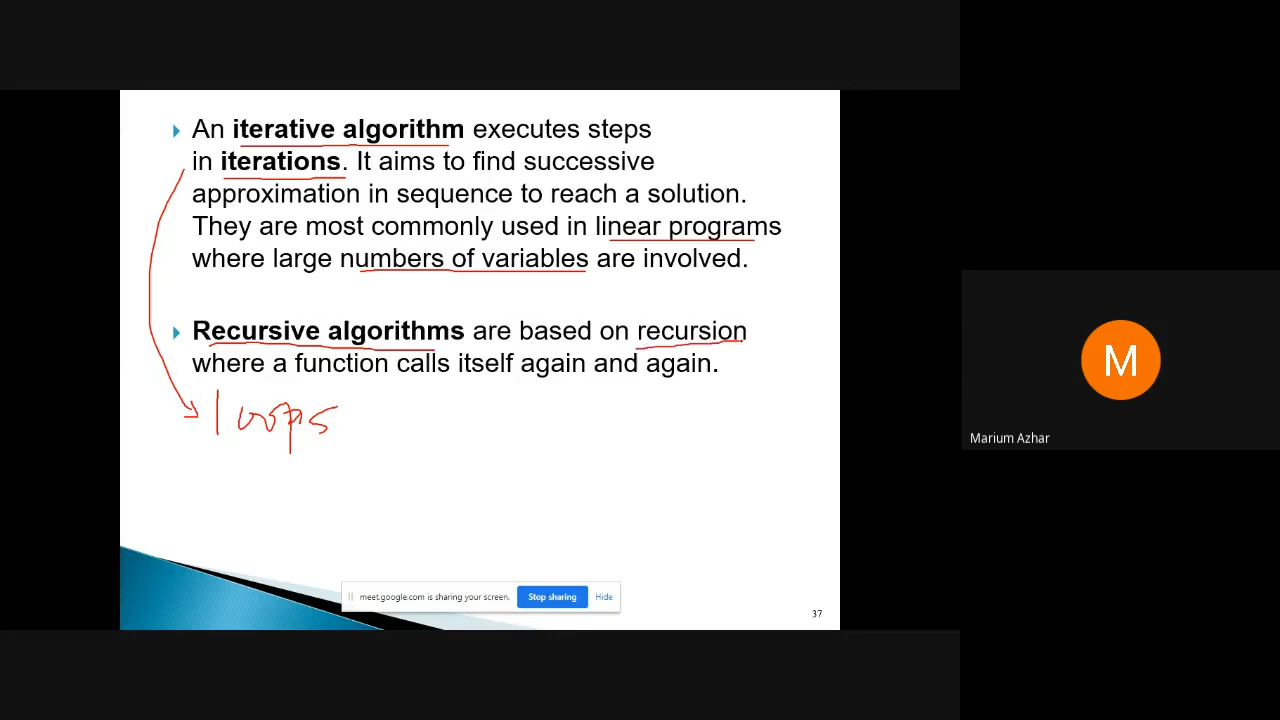 An iterative algorithm executes steps
in iterations. It aims to find successive
approximation in sequence to reach a solution.
They are most commonly used in linear programs
where large numbers of variables are involved.
Recursive algorithms are based on recursion
where a function calls itself again and again.
loops
meet.google.com is sharing your screen. Stop sharing Hide
37
M
Marium Azhar